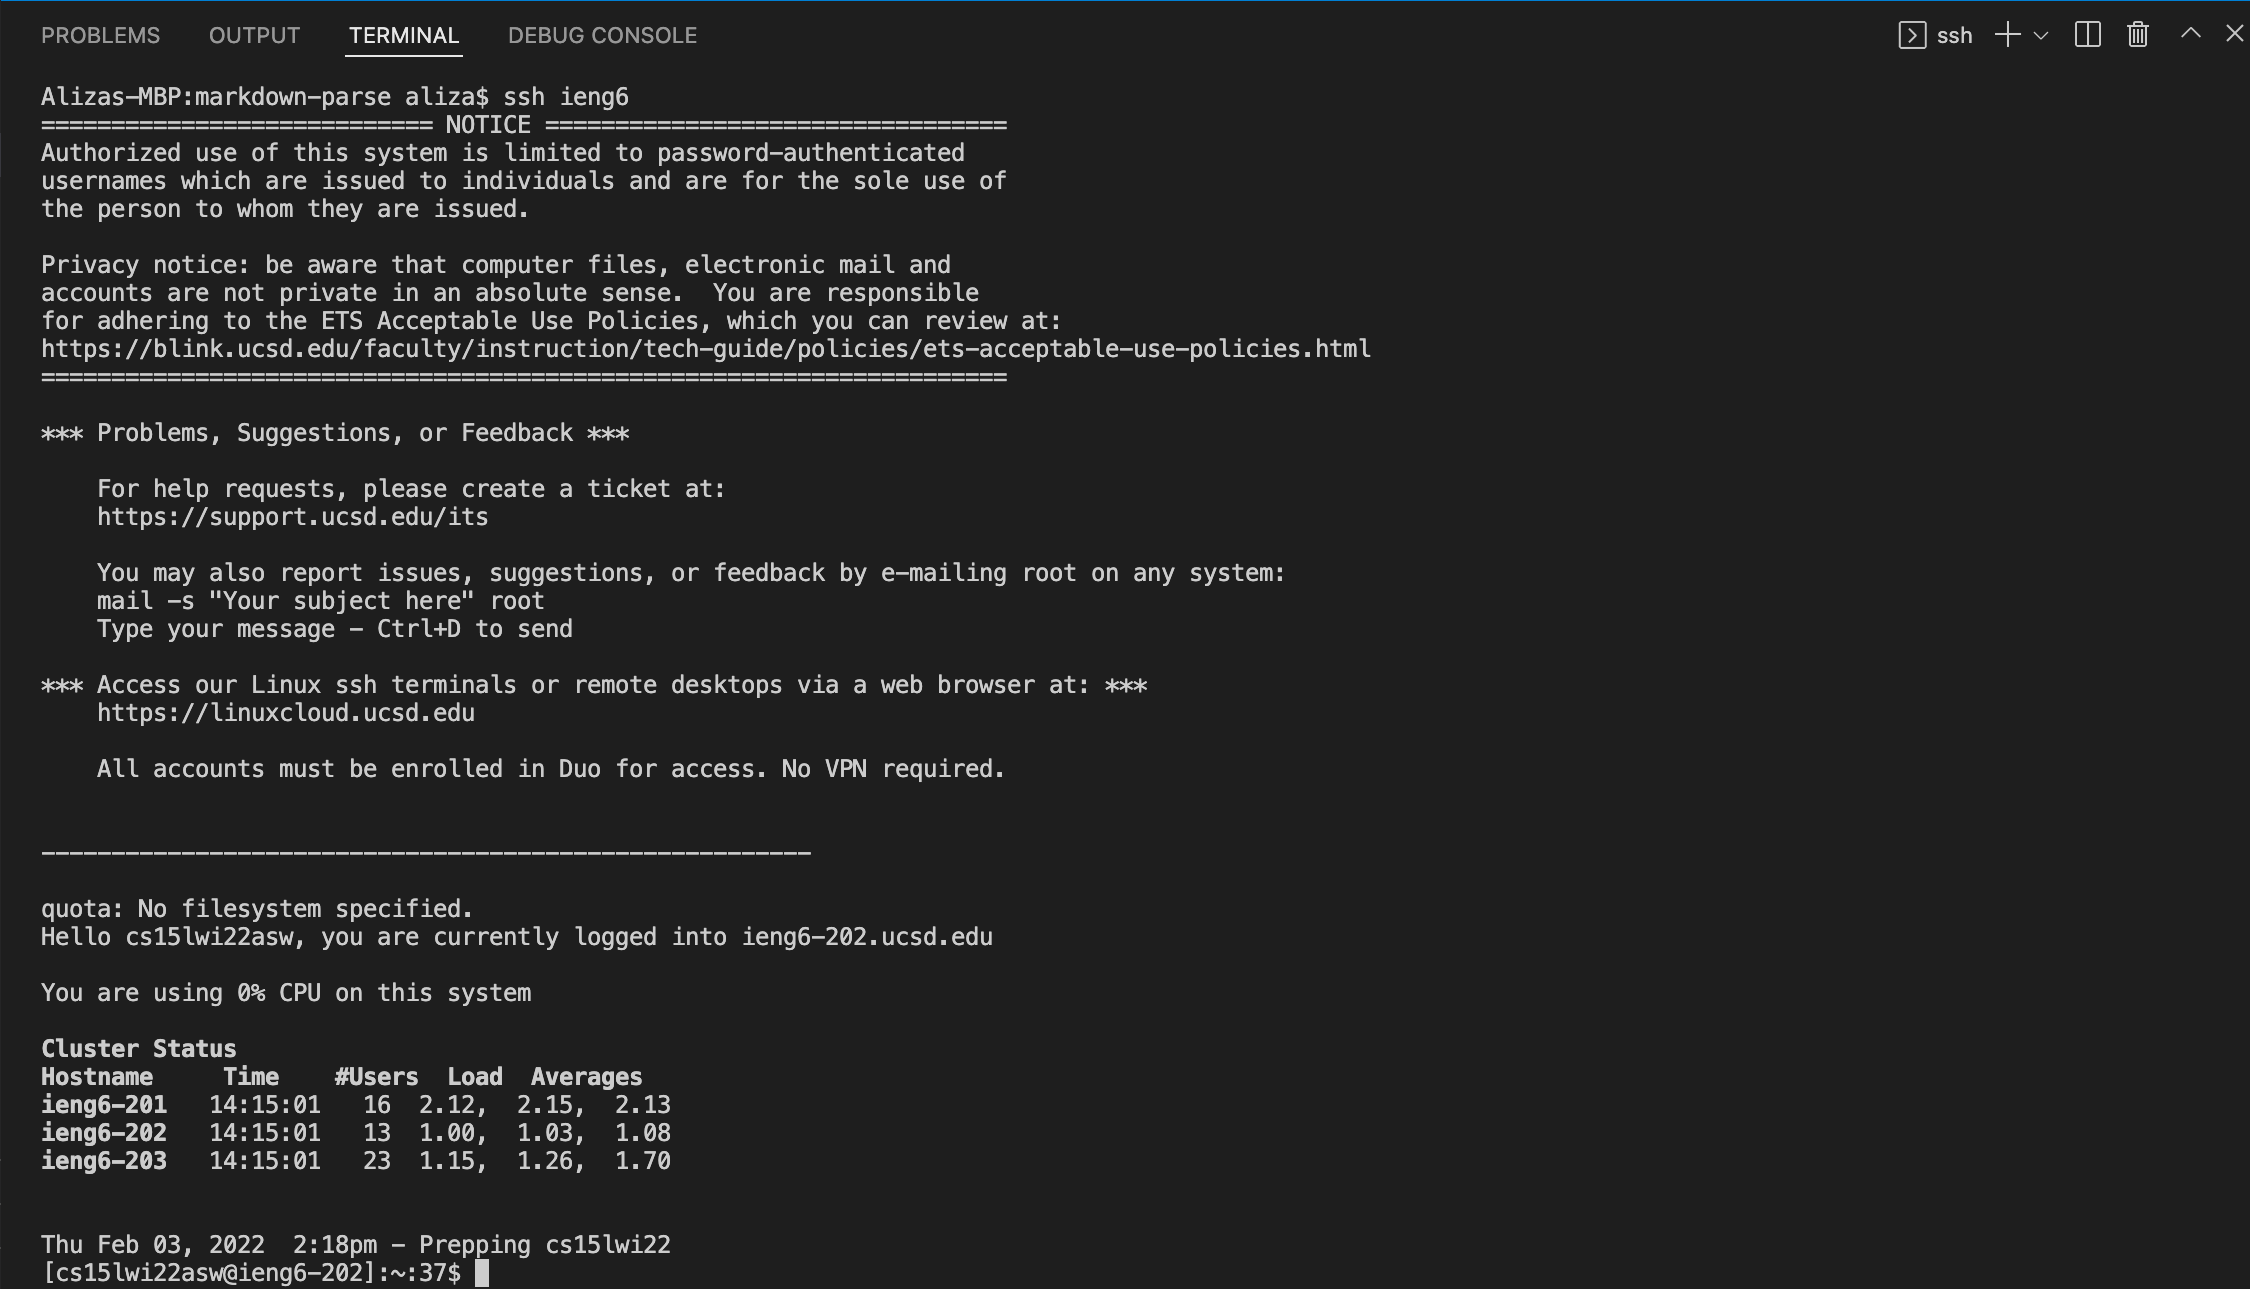 PROBLEMS OUTPUT TERMINAL DEBUG CONSOLE ssh
Alizas-MBP:markdown-parse aliza$ ssh ieng6
============================ NOTICE =================================
Authorized use of this system is limited to password-authenticated
usernames which are issued to individuals and are for the sole use of
the person to whom they are issued.
Privacy notice: be aware that computer files, electronic mail and
accounts are not private in an absolute sense.  You are responsible
for adhering to the ETS Acceptable Use Policies, which you can review at:
https://blink.ucsd.edu/faculty/instruction/tech-guide/policies/ets-acceptable-use-policies.html
=====================================================================
*** Problems, Suggestions, or Feedback ***
For help requests, please create a ticket at:
https://support.ucsd.edu/its
You may also report issues, suggestions, or feedback by e-mailing root on any system:
mail -s "Your subject here" root
Type your message - Ctrl+D to send
*** Access our Linux ssh terminals or remote desktops via a web browser at: ***
https://linuxcloud.ucsd.edu
All accounts must be enrolled in Duo for access. No VPN required.
-------------------------------------------------------
quota: No filesystem specified.
Hello cs15lwi22asw, you are currently logged into ieng6-202.ucsd.edu
You are using 0% CPU on this system
Cluster Status
Hostname     Time    #Users  Load  Averages
ieng6-201   14:15:01   16  2.12,  2.15,  2.13
ieng6-202   14:15:01   13  1.00,  1.03,  1.08
ieng6-203   14:15:01   23  1.15,  1.26,  1.70
Thu Feb 03, 2022  2:18pm - Prepping cs15lwi22
[cs15lwi22asw@ieng6-202]:~:37$